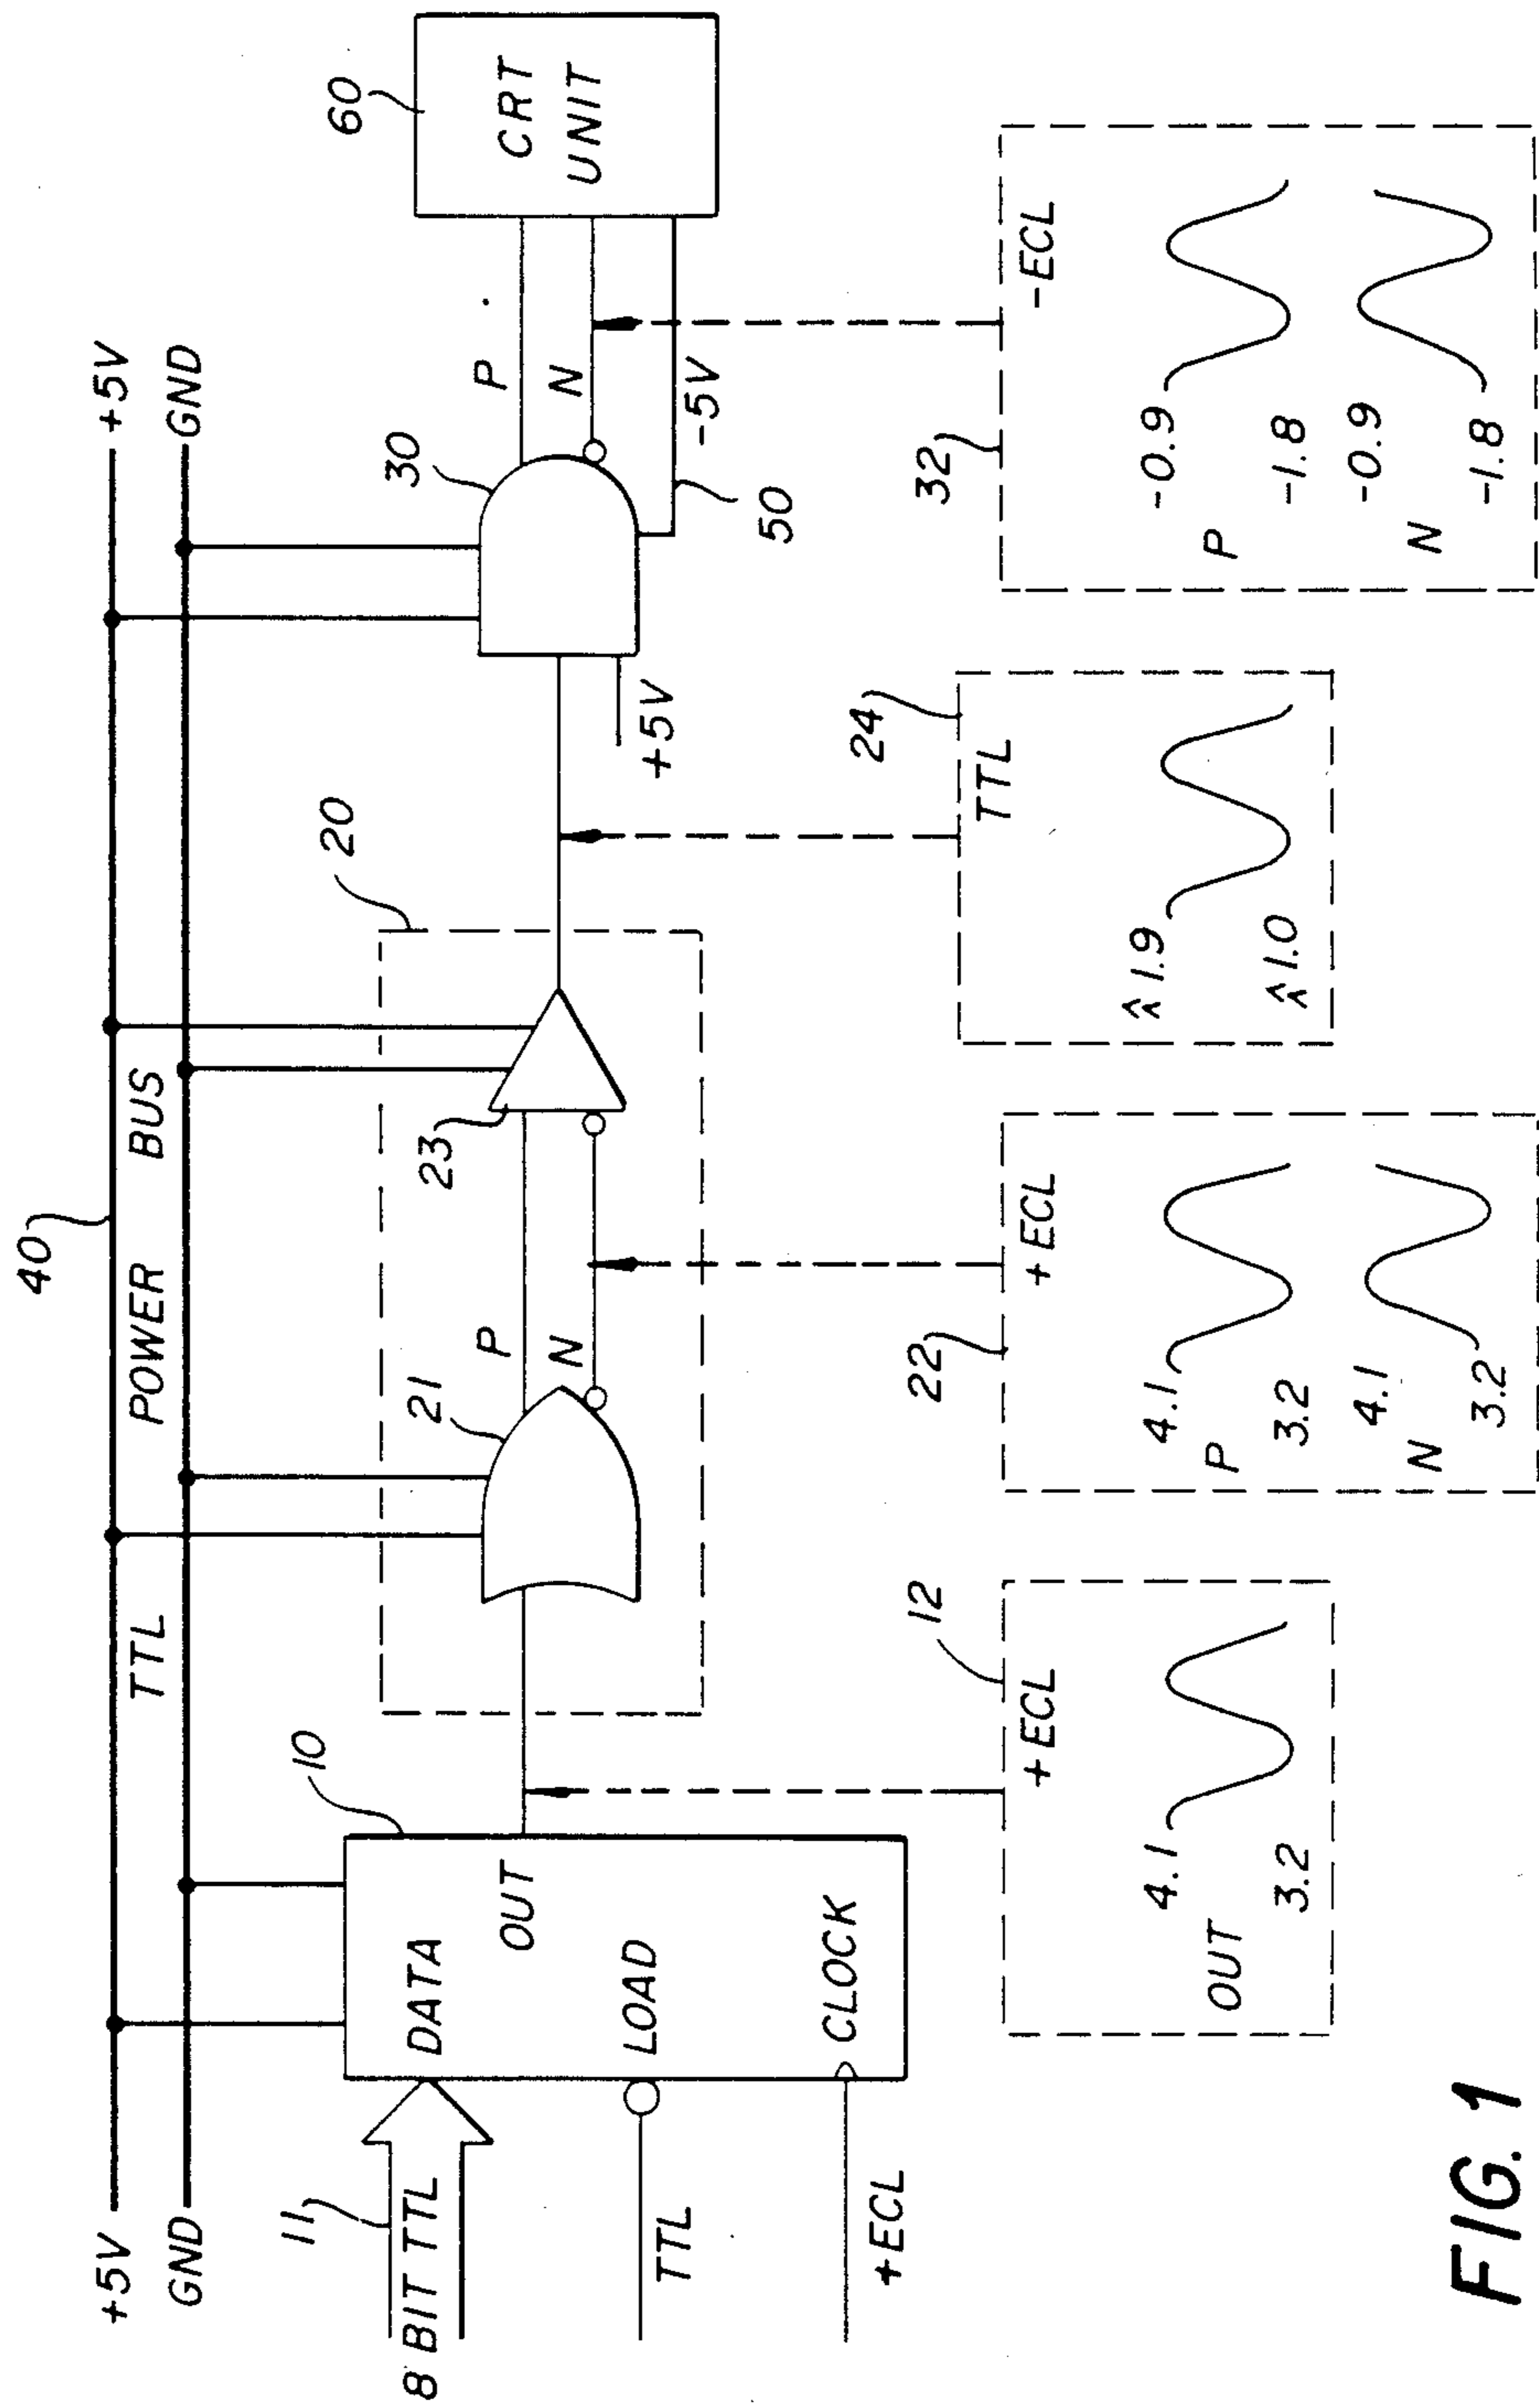 40
+5V
TTL POWER BUS
+5V
GND
GND
11
8 BIT TTL
TTL
+ECL
10
DATA
OUT
LOAD
CLOCK
20
21
P
N
23
30
+5V
P
N
-5V
50
60
CRT
UNIT
12
+ECL
4.1
OUT
3.2
22
+ECL
4.1
P
3.2
4.1
N
3.2
24
TTL
^^1.9
^^1.0
32
-ECL
-0.9
P
-1.8
-0.9
N
-1.8
FIG. 1